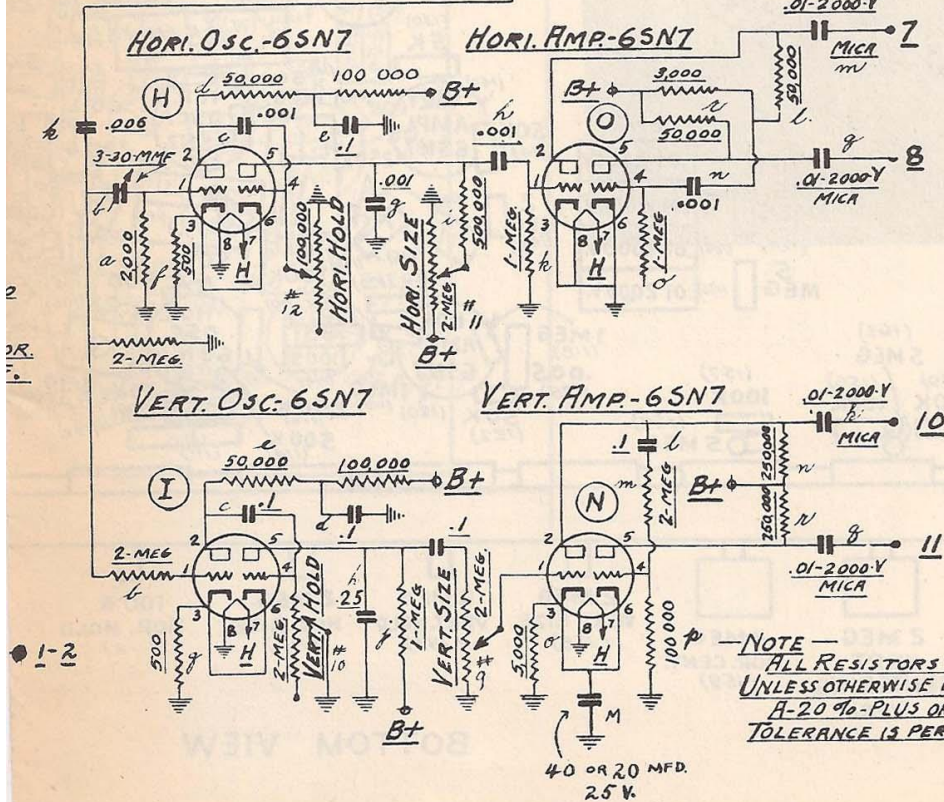 .01-2000-V
HORI. OSC.-6SN7
HORI. AMP.-6SN7
7
MICA
m
d
50,000
100 000
B+
H
3,000
B+
50,000
l
k
.006
c
.001
e
.1
h
.001
O
r
50,000
3-30-MMF
b
2
5
1
4
3
6
8
7
H
.001
g
i
500,000
2
5
1
4
3
6
8
7
H
g
8
.01-2000-V
MICA
n
.001
a
2000
f
500
100,000
HORI. HOLD
#12
HORI. SIZE
2-MEG
#11
B+
1-MEG
k
1-MEG
o
2-MEG.
OR.
MEG
VERT. OSC.-6SN7
VERT. AMP.-6SN7
.01-2000-V
h
MICA
10
e
50,000
100,000
B+
I
c
.1
d
.1
.1
l
m
2-MEG
B+
250,000
n
260,000
r
N
g
11
.01-2000-V
MICA
2-MEG
b
2
5
1
4
3
6
8
7
H
500
g
2-MEG
VERT. HOLD
#10
h
.25
j
1-MEG
B+
.1
VERT. SIZE
2-MEG.
#9
2
5
1
4
3
6
8
7
H
5,000
o
100,000
p
M
40 OR 20 MFD.
25 V.
1-2
NOTE
ALL RESISTORS
UNLESS OTHERWISE
A-20 %-PLUS OR
TOLERANCE IS PER
BOTTOM VIEW